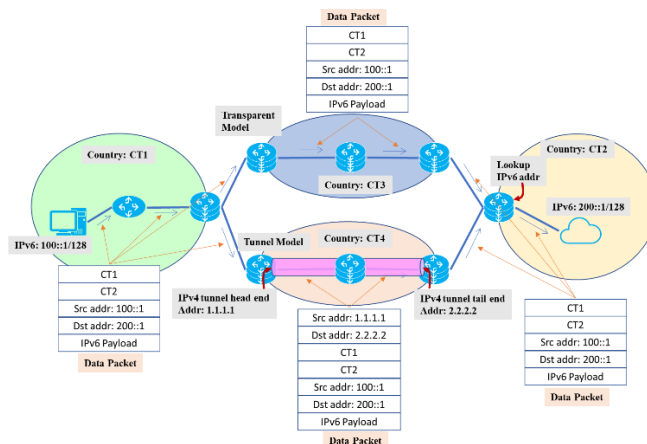 Data Packet
CT1
CT2
Src addr: 100::1
Dst addr: 200::1
IPv6 Payload
Transparent
Model
Country: CT1
Country: CT3
Country: CT2
Lookup
IPv6 addr
IPv6: 100::1/128
IPv6: 200::1/128
Tunnel Model
Country: CT4
IPv4 tunnel head end
Addr: 1.1.1.1
IPv4 tunnel tail end
Addr: 2.2.2.2
CT1
CT2
Src addr: 100::1
Dst addr: 200::1
IPv6 Payload
Data Packet
Src addr: 1.1.1.1
Dst addr: 2.2.2.2
CT1
CT2
Src addr: 100::1
Dst addr: 200::1
IPv6 Payload
Data Packet
CT1
CT2
Src addr: 100::1
Dst addr: 200::1
IPv6 Payload
Data Packet